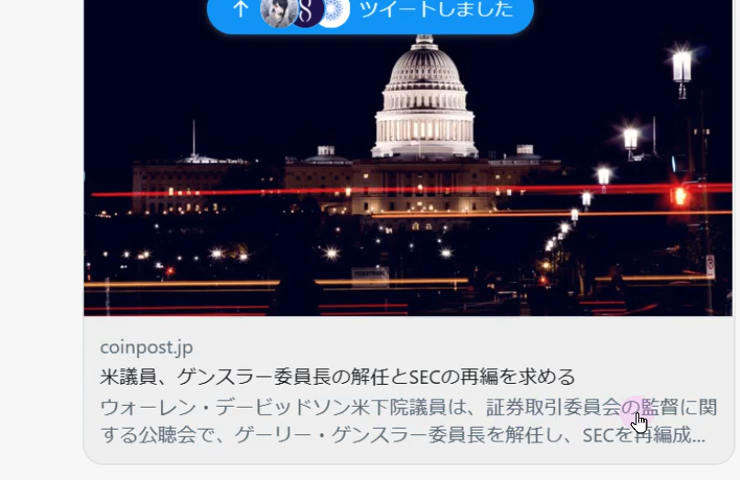 ツイートしました
coinpost.jp
米議員、ゲンスラー委員長の解任とSECの再編を求める
ウォーレン・デービッドソン米下院議員は、証券取引委員会の監督に関
する公聴会で、ゲーリー・ゲンスラー委員長を解任し、SECを再編成...